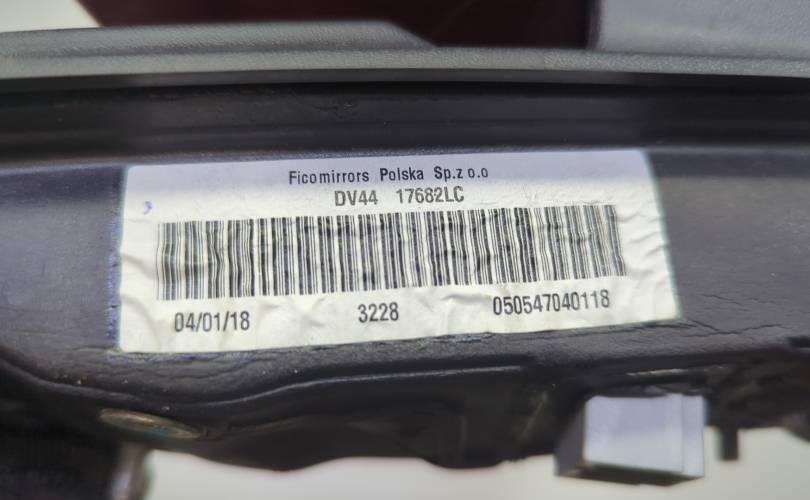 Ficomirrors Polska Sp.z o.o
DV44 17682LC
04/01/18 3228 050547040118